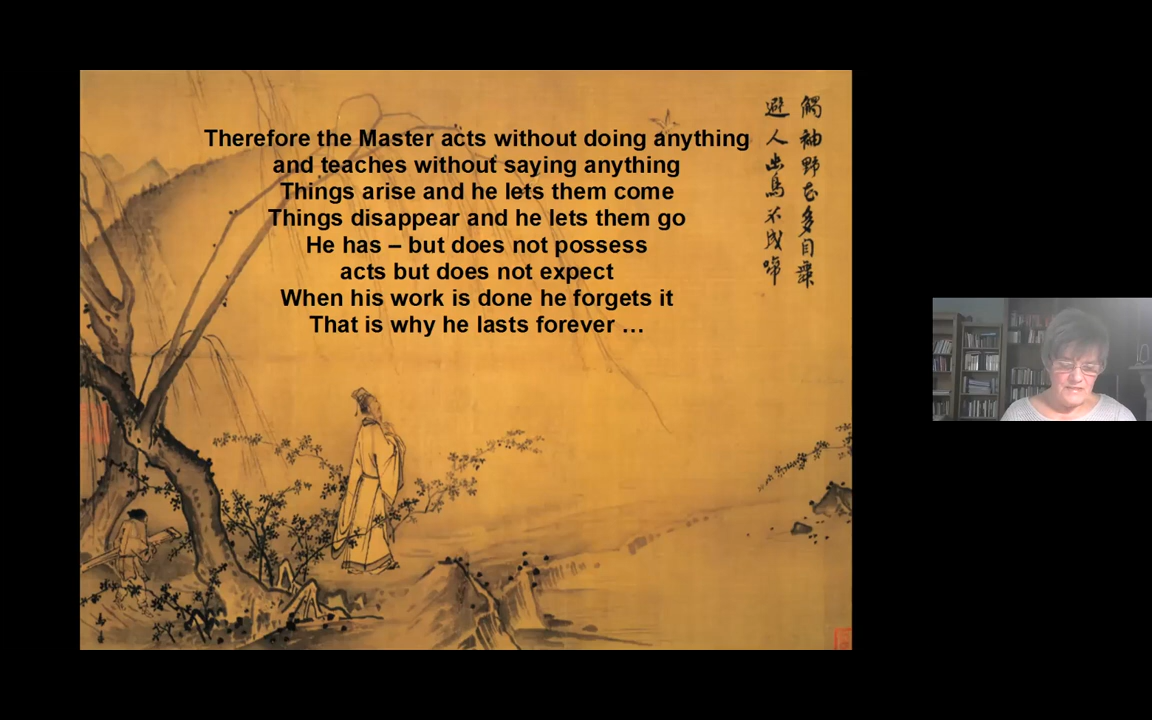 Therefore the Master acts without doing anything
and teaches without saying anything
Things arise and he lets them come
Things disappear and he lets them go
He has – but does not possess
acts but does not expect
When his work is done he forgets it
That is why he lasts forever …
觸袖野花多自舞
避人幽鳥不成啼